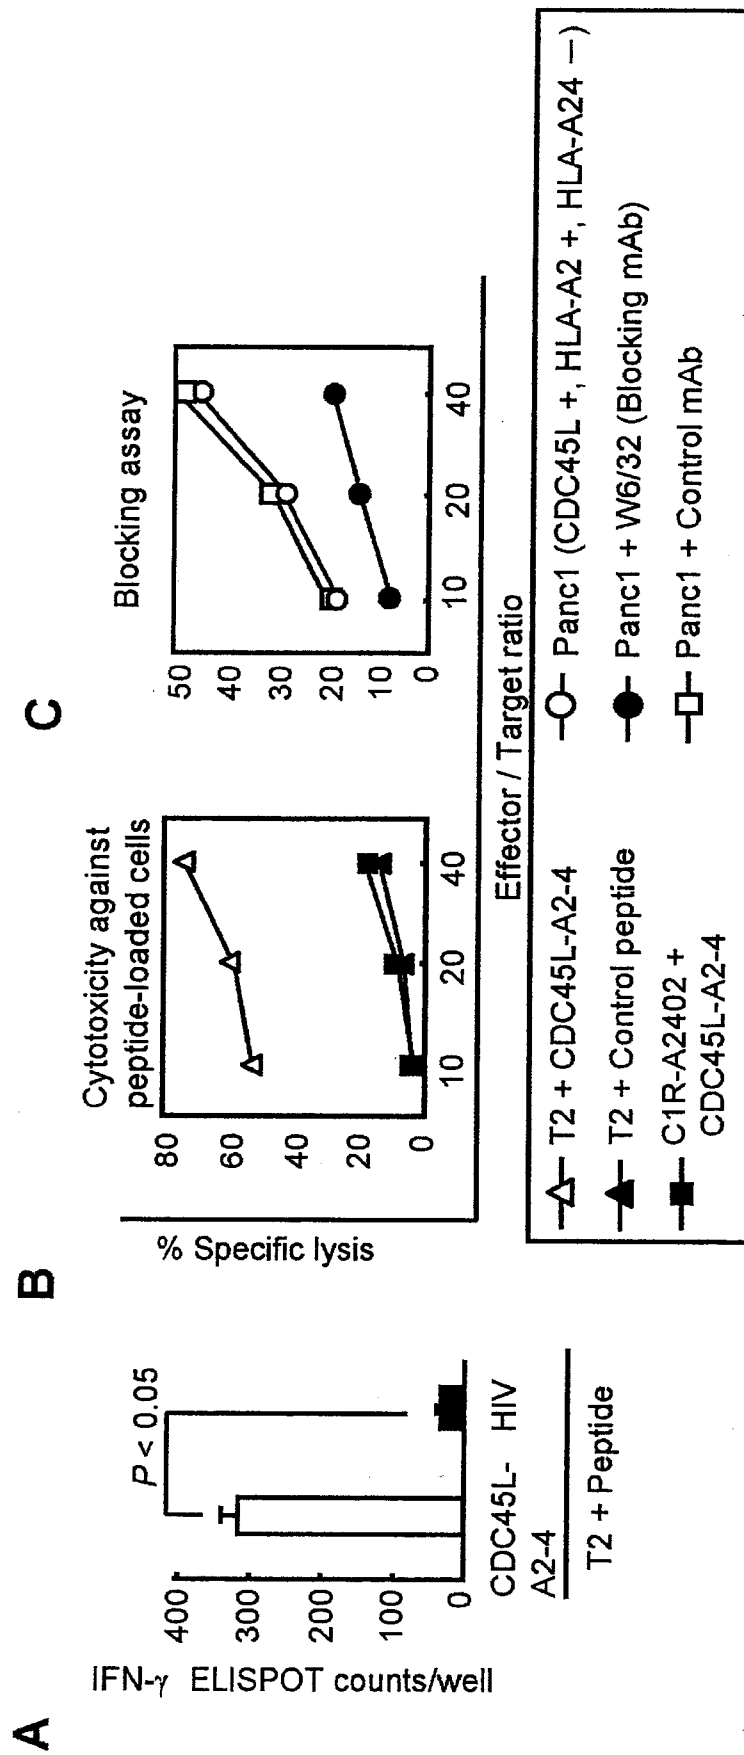 A
IFN-γ ELISPOT counts/well
400
300
200
100
0
P < 0.05
CDC45L-
A2-4
HIV
T2 + Peptide
B
% Specific lysis
Cytotoxicity against
peptide-loaded cells
80
60
40
20
0
10 20 40
C
Blocking assay
50
40
30
20
10
0
10 20 40
Effector / Target ratio
T2 + CDC45L-A2-4
T2 + Control peptide
C1R-A2402 +
CDC45L-A2-4
Panc1 (CDC45L +, HLA-A2 +, HLA-A24 −)
Panc1 + W6/32 (Blocking mAb)
Panc1 + Control mAb